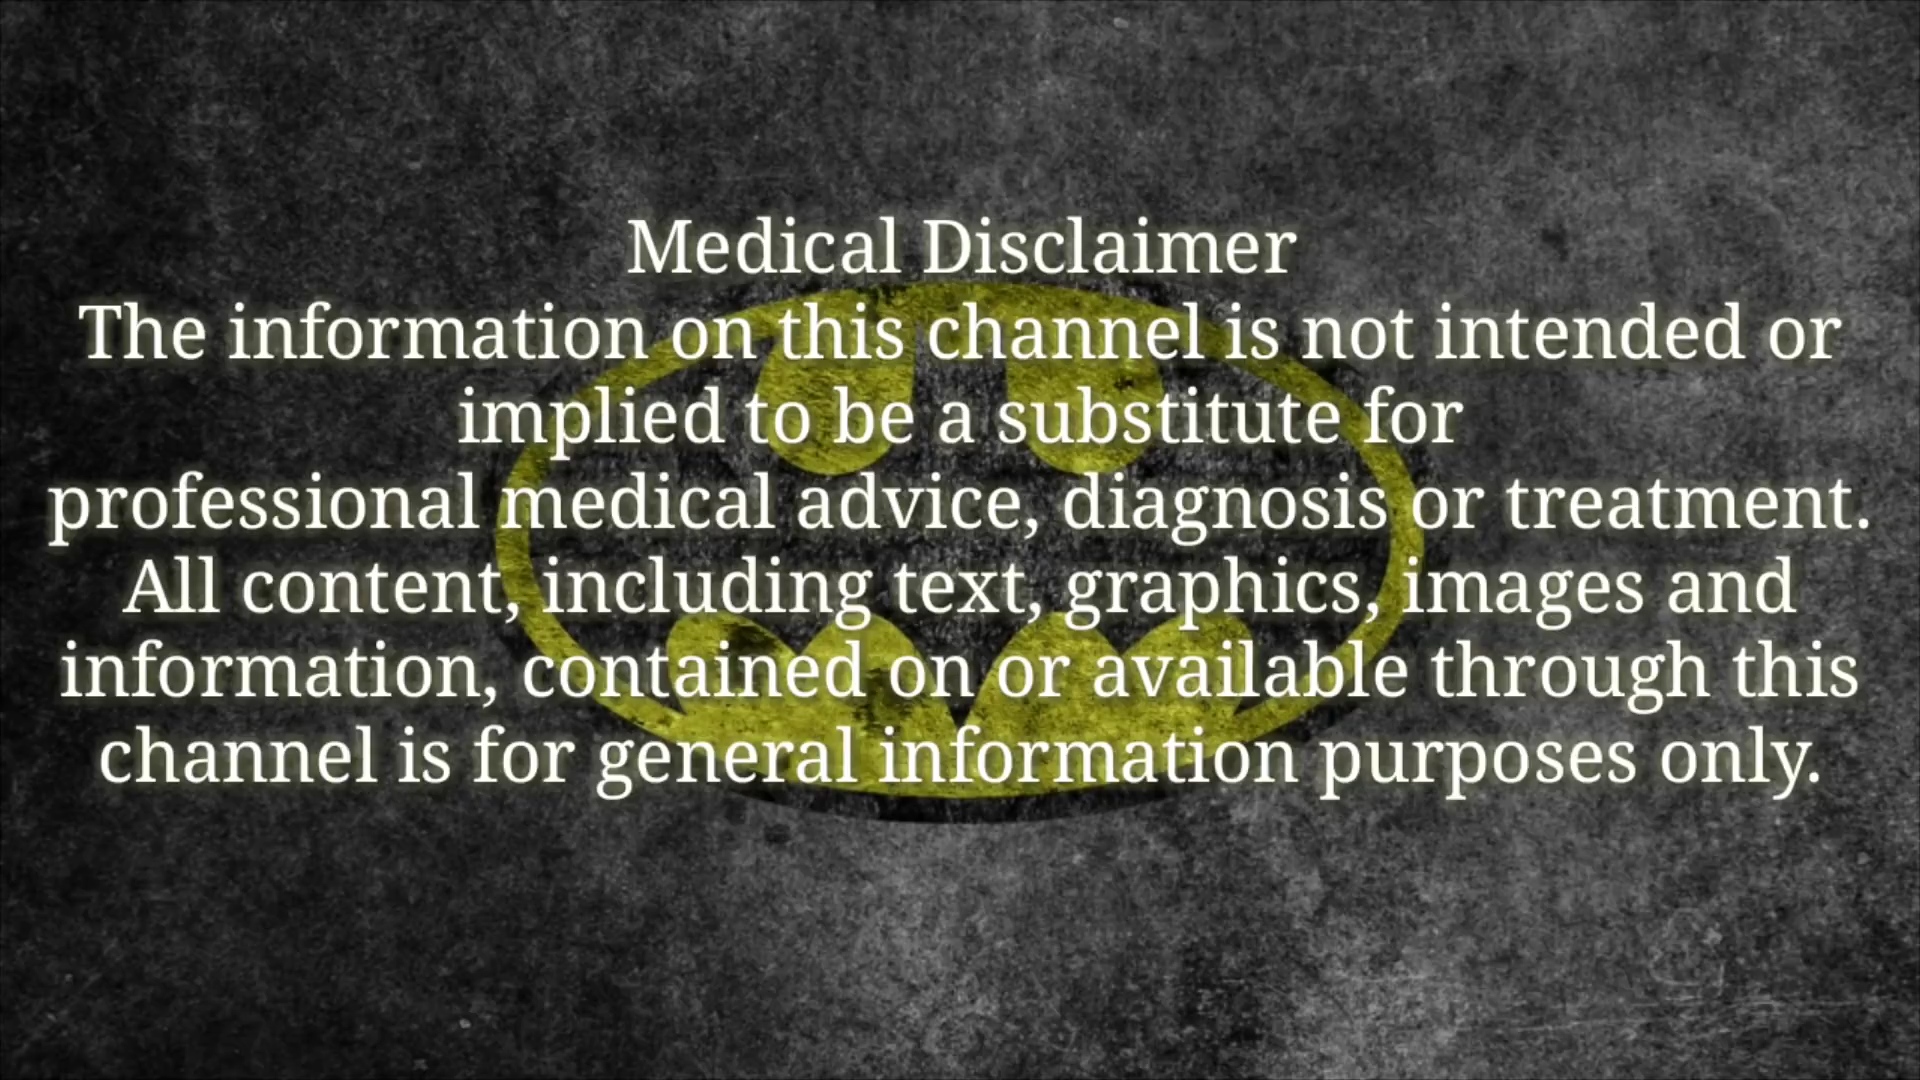 Medical Disclaimer
The information on this channel is not intended or
implied to be a substitute for
professional medical advice, diagnosis or treatment.
All content, including text, graphics, images and
information, contained on or available through this
channel is for general information purposes only.